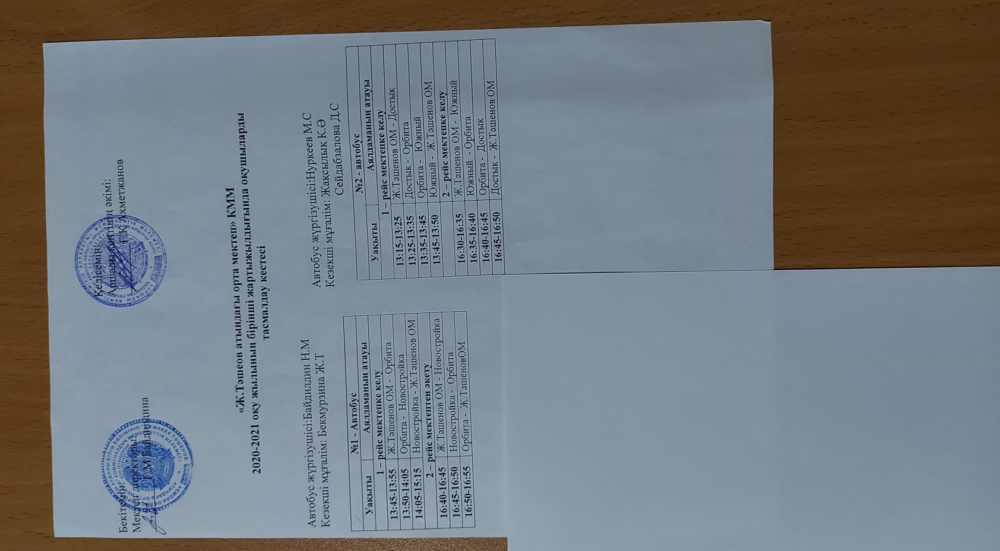 Бекітемін:
Мектеп директоры:
Г.М Байдилдина
Келісемін:
Аршалы кентінің әкімі:
Г.К. Ахметжанов
«Ж.Тәшеов атындағы орта мектеп» КММ
2020-2021 оқу жылының бірінші жартыжылдығында оқушыларды
тасмалдау кестесі
Автобус жүргізушісі:Байдилдин Н.М
Кезекші мұғалім: Бекмурзина Ж.Т
№1 - Автобус
Уақыты Аялдаманың атауы
1 – рейс мектепке келу
13:45-13:55 Ж.Тәшенов ОМ - Орбита
13:50-14:05 Орбита - Новостройка
14:05-15:15 Новостройка - Ж.Тәшенов ОМ
2 – рейс мектептен әкету
16:40-16:45 Ж.Тәшенов ОМ - Новостройка
16:45-16:50 Новостройка - Орбита
16:50-16:55 Орбита - Ж.ТәшеновОМ
Автобус жүргізушісі:Нуркеев М.С
Кезекші мұғалім: Жақсылық К.Ә
Сейдабзалова Д.С
№2 - автобус
Уақыты Аялдаманың атауы
1 – рейс мектепке келу
13:15-13:25 Ж.Тәшенов ОМ - Достық
13:25-13:35 Достық - Орбита
13:35-13:45 Орбита - Южный
13:45-13:50 Южный - Ж.Тәшенов ОМ
2 – рейс мектепке келу
16:30-16:35 Ж.Тәшенов ОМ - Южный
16:35-16:40 Южный - Орбита
16:40-16:45 Орбита - Достық
16:45-16:50 Достық - Ж.Тәшенов ОМ